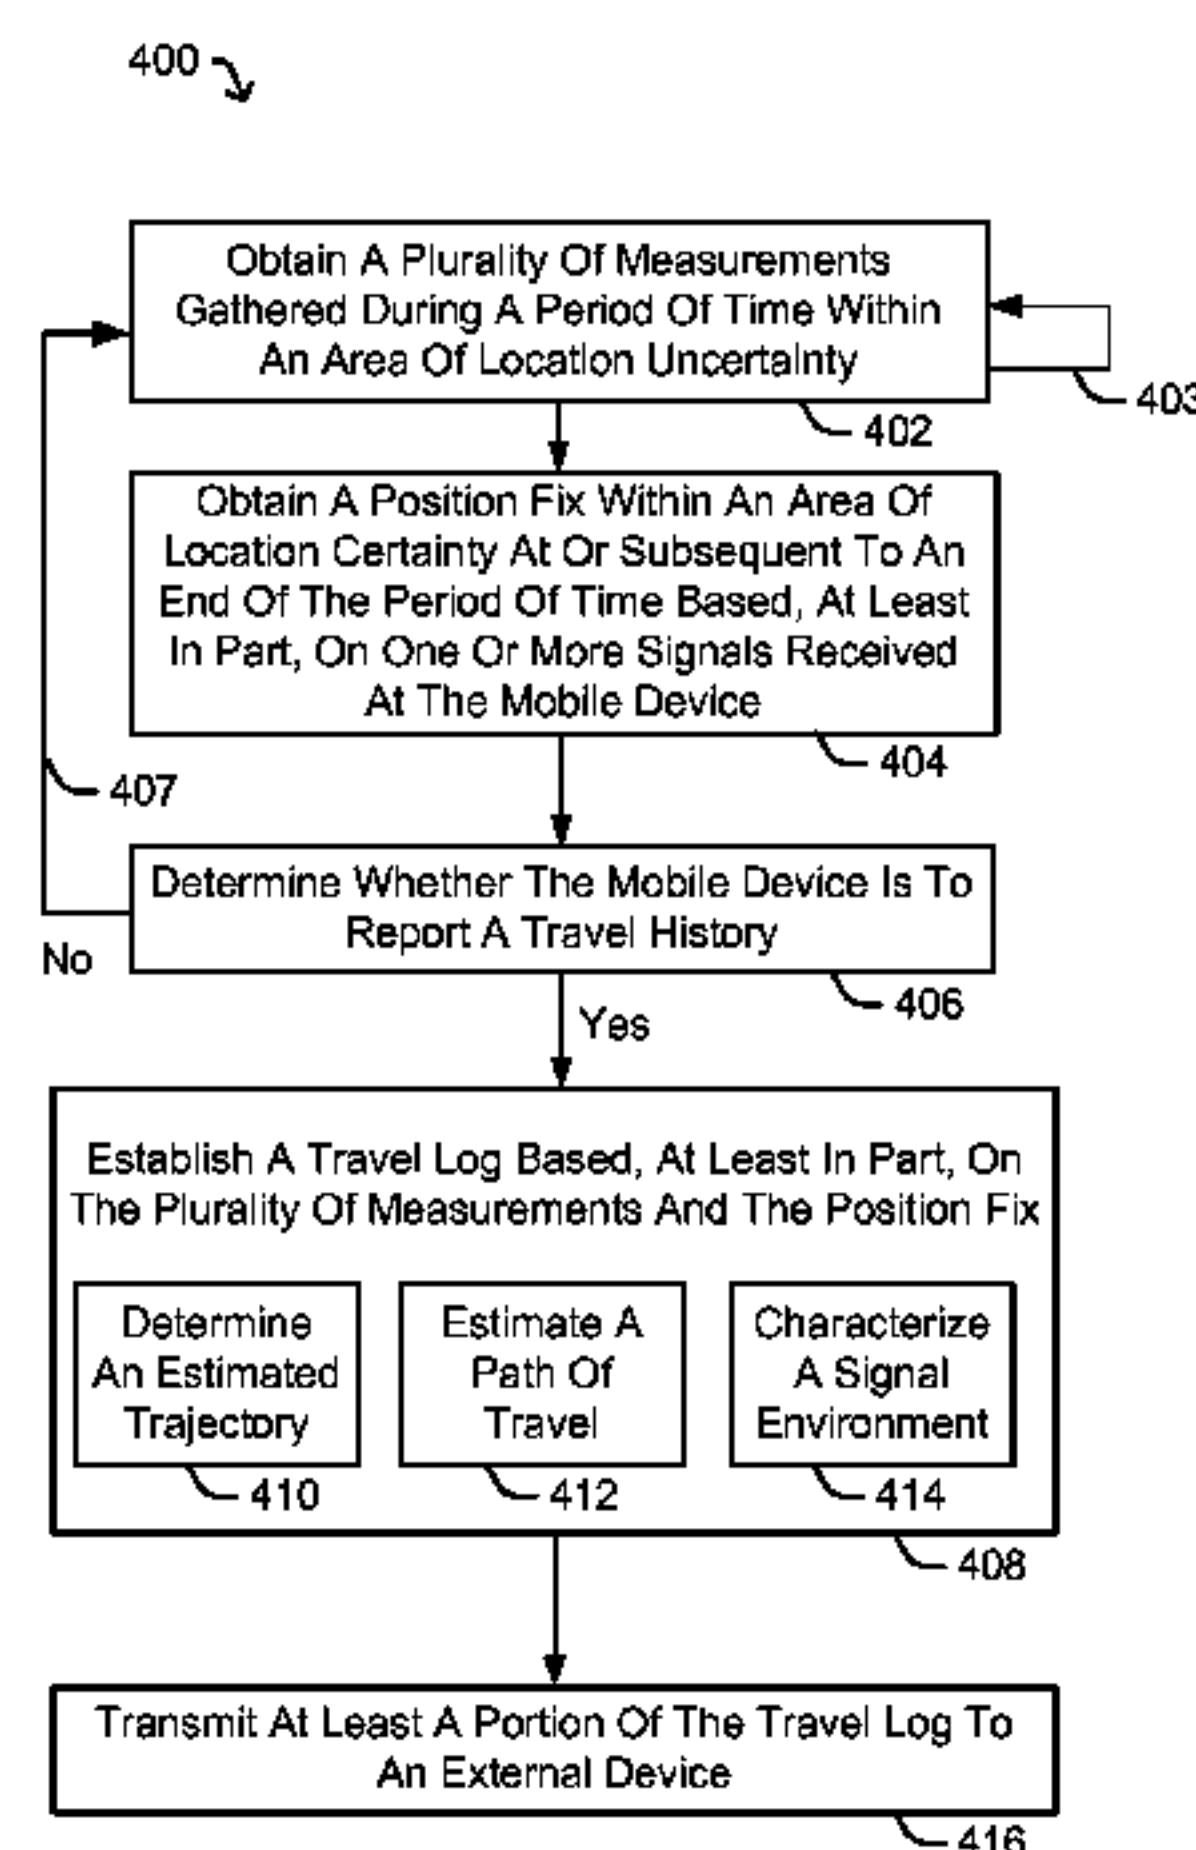 400
Obtain A Plurality Of Measurements
Gathered During A Period Of Time Within
An Area Of Location Uncertainty
403
402
Obtain A Position Fix Within An Area Of
Location Certainty At Or Subsequent To An
End Of The Period Of Time Based, At Least
In Part, On One Or More Signals Received
At The Mobile Device
404
407
Determine Whether The Mobile Device Is To
Report A Travel History
No
406
Yes
Establish A Travel Log Based, At Least In Part, On
The Plurality Of Measurements And The Position Fix
Determine
An Estimated
Trajectory
410
Estimate A
Path Of
Travel
412
Characterize
A Signal
Environment
414
408
Transmit At Least A Portion Of The Travel Log To
An External Device
416